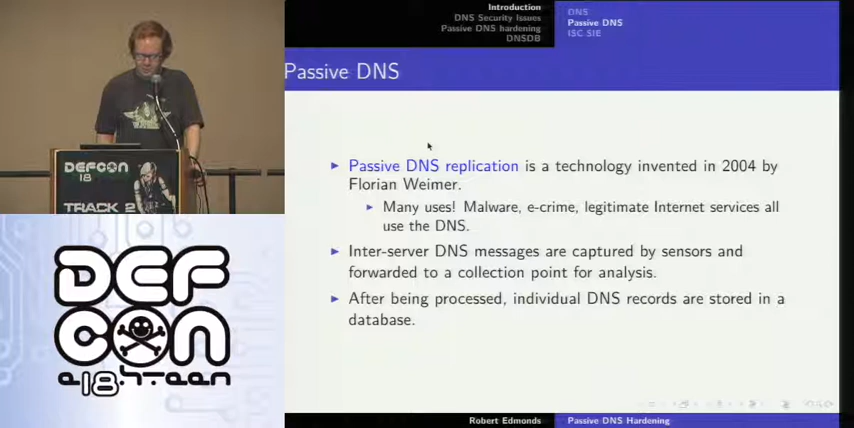 Introduction
DNS Security Issues
Passive DNS hardening
DNSDB
DNS
Passive DNS
ISC SIE
Passive DNS
Passive DNS replication is a technology invented in 2004 by
Florian Weimer.
Many uses! Malware, e-crime, legitimate Internet services all
use the DNS.
Inter-server DNS messages are captured by sensors and
forwarded to a collection point for analysis.
After being processed, individual DNS records are stored in a
database.
Robert Edmonds
Passive DNS Hardening
DEFCON
18
TRACK 2
DEF
CON
e18hteen